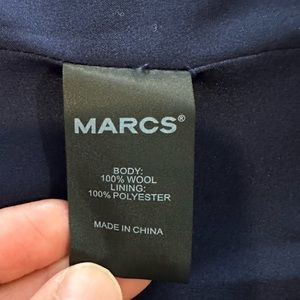 MARCS®
BODY:
100% WOOL
LINING:
100% POLYESTER
MADE IN CHINA